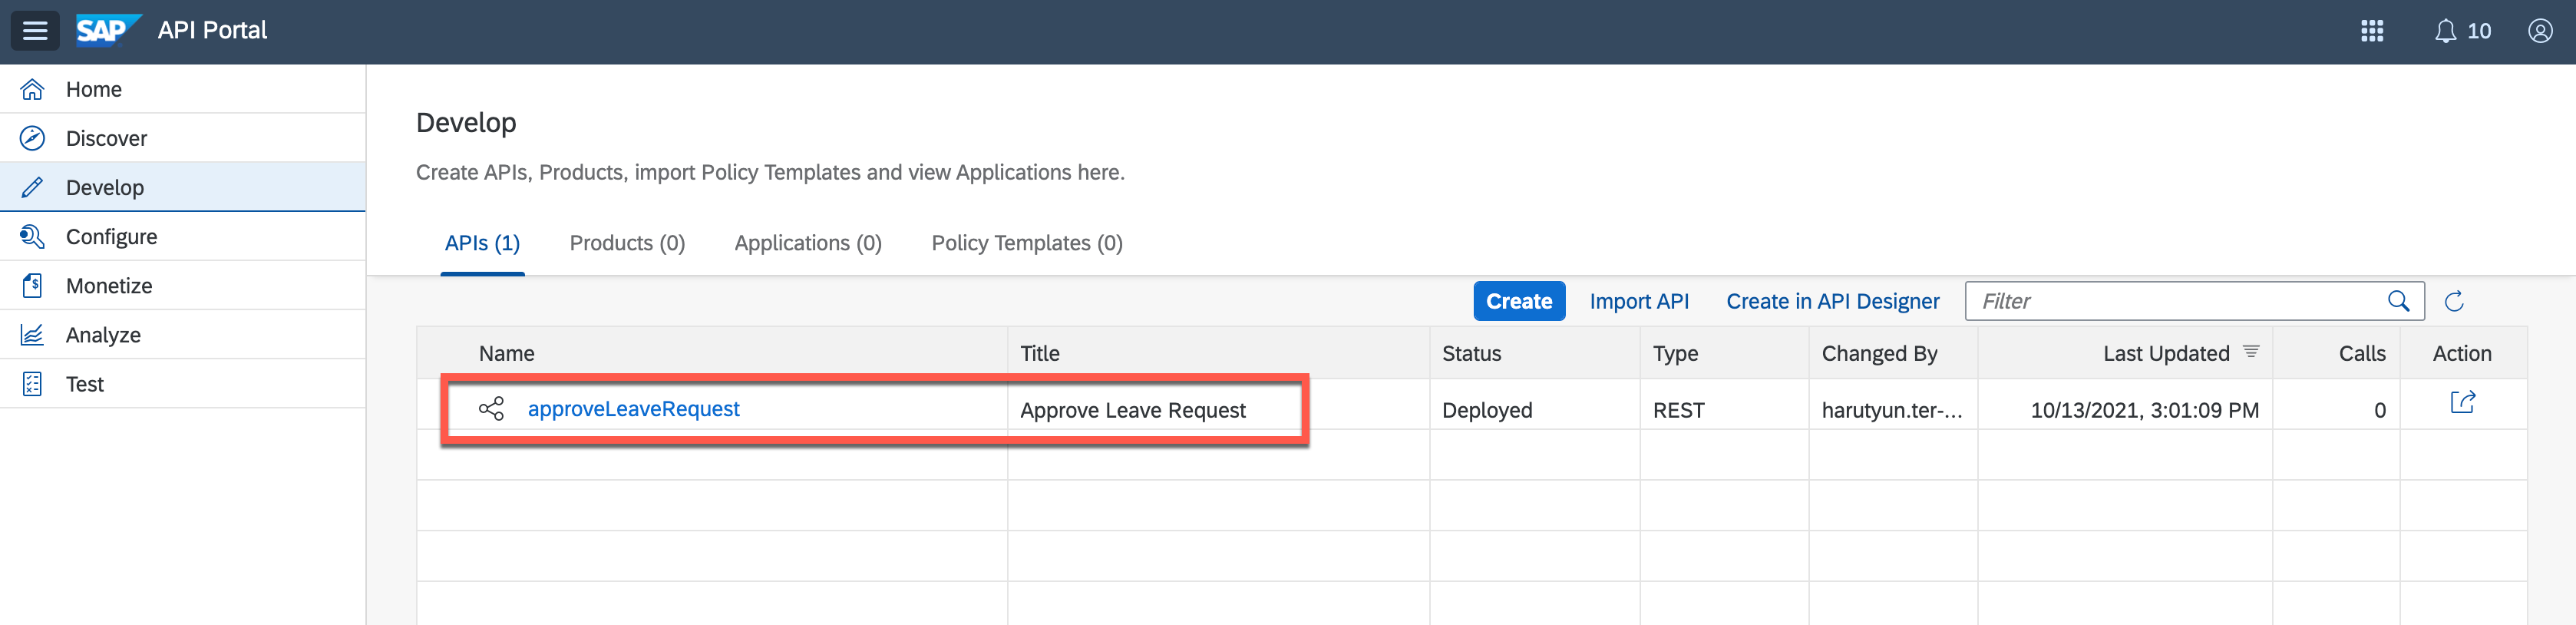 SAP API Portal 10
Home
Discover
Develop
Configure
Monetize
Analyze
Test
Develop
Create APIs, Products, import Policy Templates and view Applications here.
APIs (1) Products (0) Applications (0) Policy Templates (0)
Create Import API Create in API Designer Filter
Name Title Status Type Changed By Last Updated Calls Action
approveLeaveRequest Approve Leave Request Deployed REST harutyun.ter-... 10/13/2021, 3:01:09 PM 0